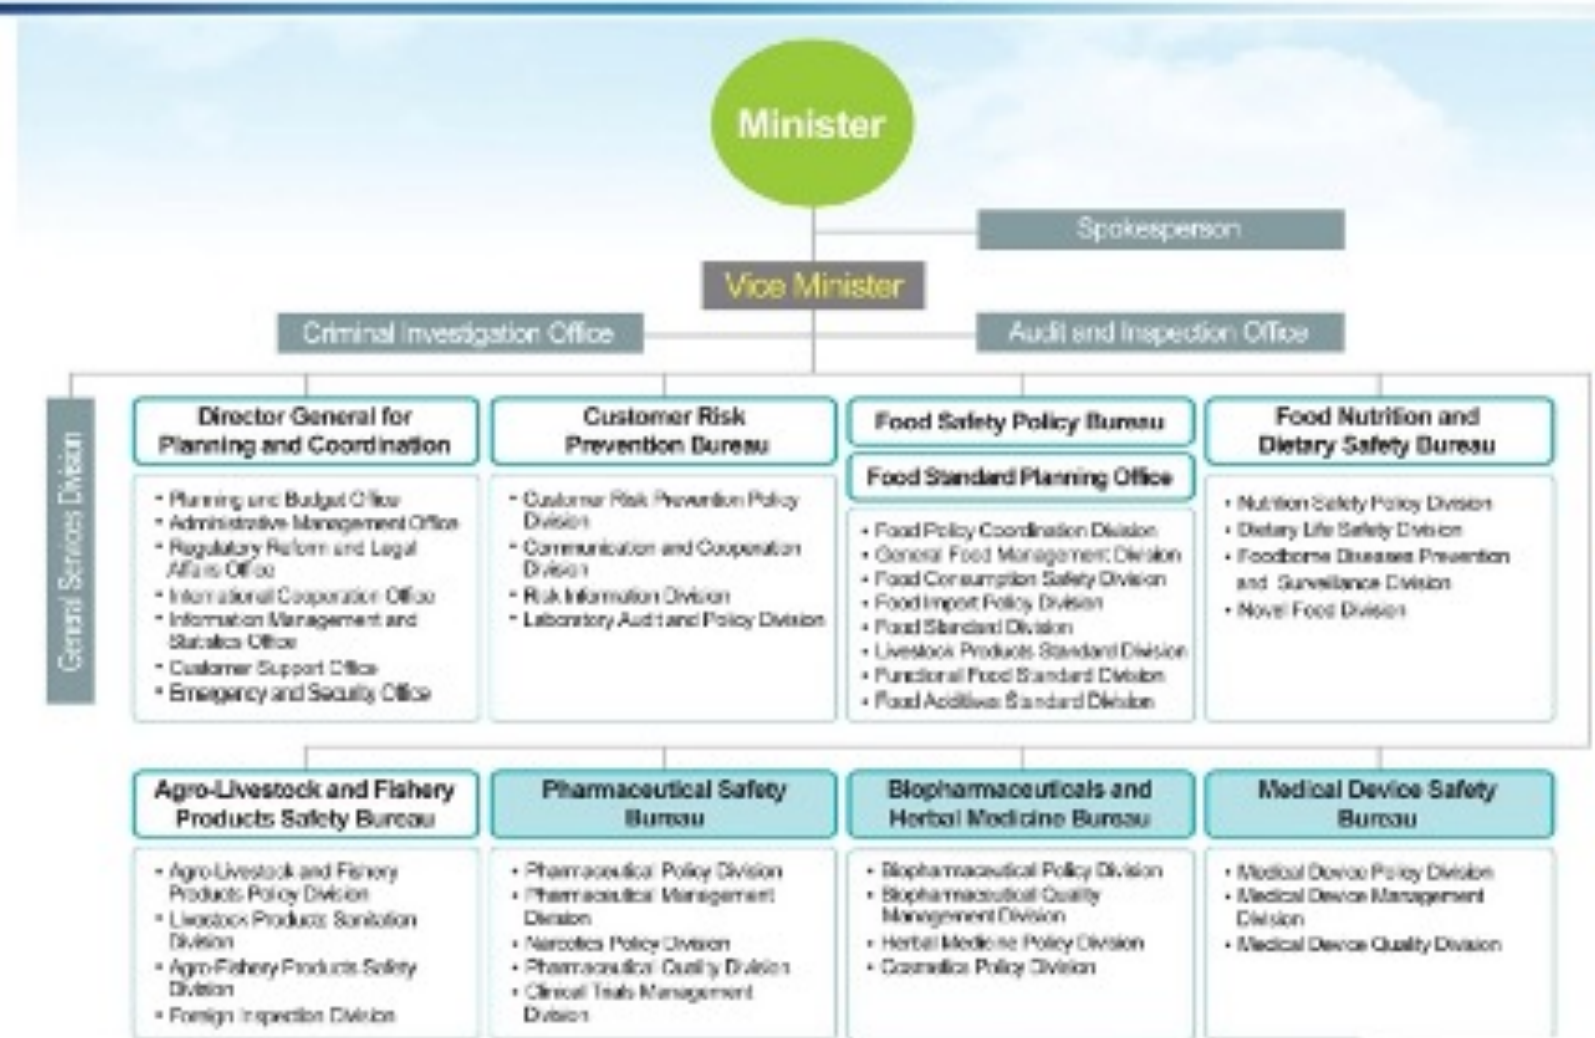 Minister
Spokesperson
Vice Minister
Criminal Investigation Office
Audit and Inspection Office
General Services Division
Director General for
Planning and Coordination
• Planning and Budget Office
• Administrative Management Office
• Regulatory Reform and Legal
Affairs Office
• International Cooperation Office
• Information Management and
Statistics Office
• Customer Support Office
• Emergency and Security Office
Customer Risk
Prevention Bureau
• Customer Risk Prevention Policy
Division
• Communication and Cooperation
Division
• Risk Information Division
• Laboratory Audit and Policy Division
Food Safety Policy Bureau
Food Standard Planning Office
• Food Policy Coordination Division
• General Food Management Division
• Food Consumption Safety Division
• Food Import Policy Division
• Food Standard Division
• Livestock Products Standard Division
• Functional Food Standard Division
• Food Additives Standard Division
Food Nutrition and
Dietary Safety Bureau
• Nutrition Safety Policy Division
• Dietary Life Safety Division
• Foodborne Diseases Prevention
and Surveillance Division
• Novel Food Division
Agro-Livestock and Fishery
Products Safety Bureau
• Agro-Livestock and Fishery
Products Policy Division
• Livestock Products Sanitation
Division
• Agro-Fishery Products Safety
Division
• Foreign Inspection Division
Pharmaceutical Safety
Bureau
• Pharmaceutical Policy Division
• Pharmaceutical Management
Division
• Narcotics Policy Division
• Pharmaceutical Quality Division
• Clinical Trials Management
Division
Biopharmaceuticals and
Herbal Medicine Bureau
• Biopharmaceutical Policy Division
• Biopharmaceutical Quality
Management Division
• Herbal Medicine Policy Division
• Cosmetics Policy Division
Medical Device Safety
Bureau
• Medical Device Policy Division
• Medical Device Management
Division
• Medical Device Quality Division